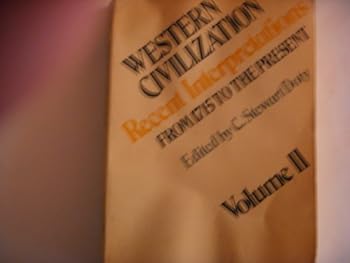 WESTERN
CIVILIZATION
Recent Interpretations
FROM 1715 TO THE PRESENT
Edited by C. Stewart Doty
Volume II